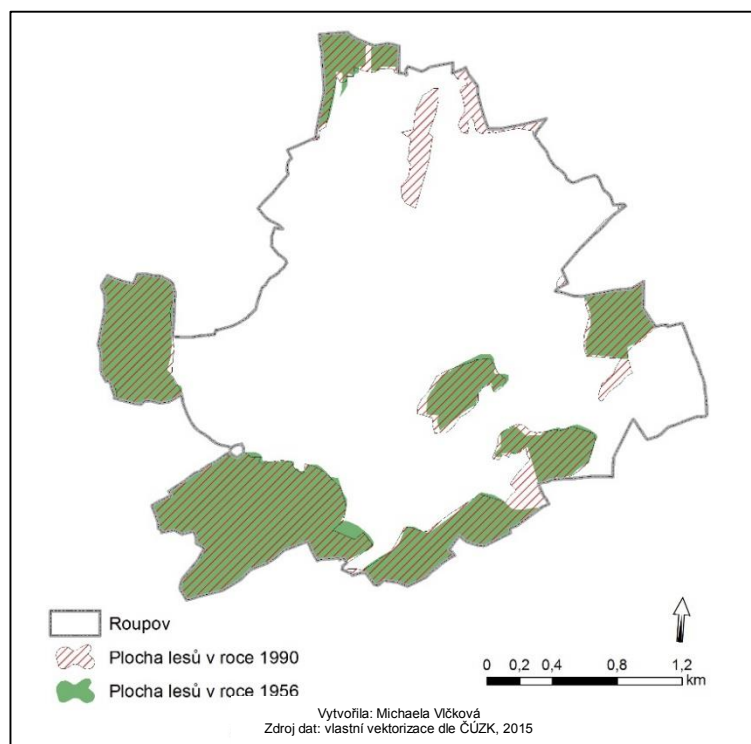 Roupov
Plocha lesů v roce 1990
Plocha lesů v roce 1956
0 0,2 0,4 0,8 1,2
km
Vytvořila: Michaela Vlčková
Zdroj dat: vlastní vektorizace dle ČÚZK, 2015